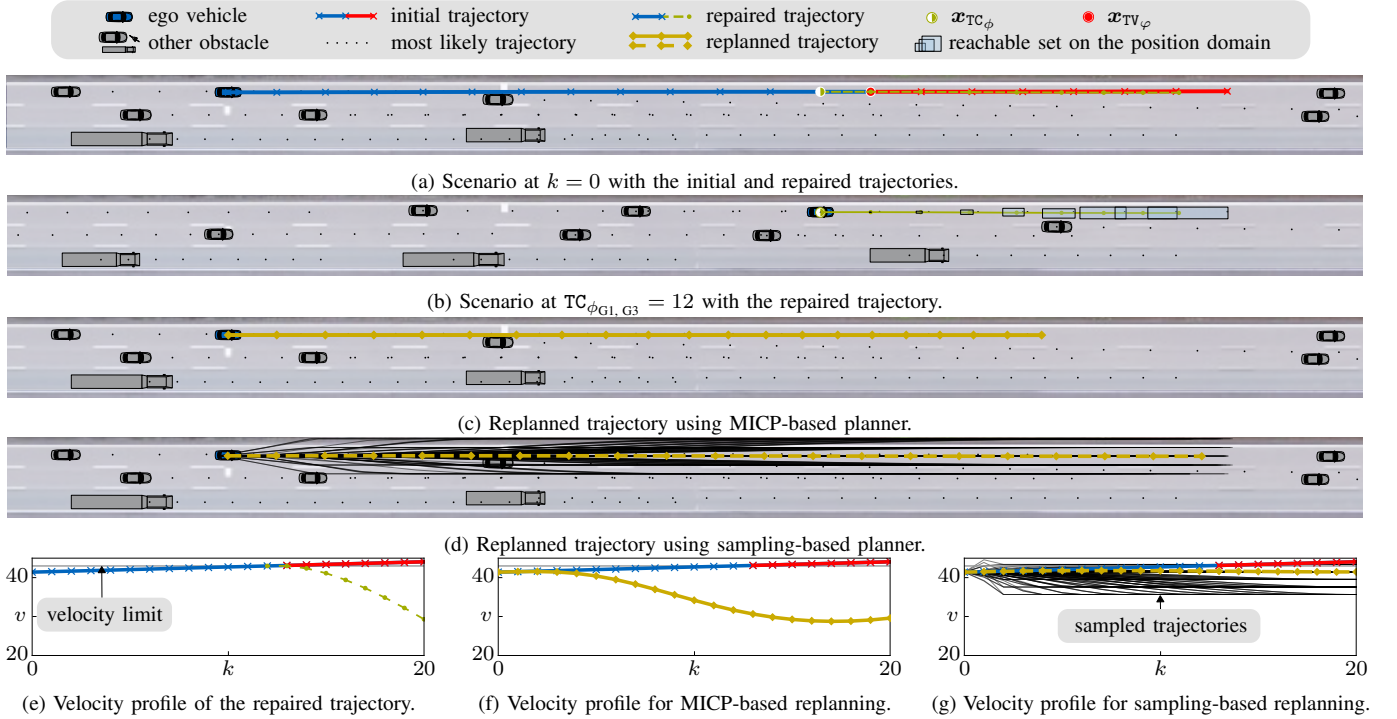 ego vehicle initial trajectory repaired trajectory x_TC_ϕ x_TV_φ
other obstacle most likely trajectory replanned trajectory reachable set on the position domain
(a) Scenario at k = 0 with the initial and repaired trajectories.
(b) Scenario at TC_ϕ_G1, G3 = 12 with the repaired trajectory.
(c) Replanned trajectory using MICP-based planner.
(d) Replanned trajectory using sampling-based planner.
40
velocity limit
v
20
0 k 20
(e) Velocity profile of the repaired trajectory.
40
v
20
0 k 20
(f) Velocity profile for MICP-based replanning.
40
v
sampled trajectories
20
0 k 20
(g) Velocity profile for sampling-based replanning.